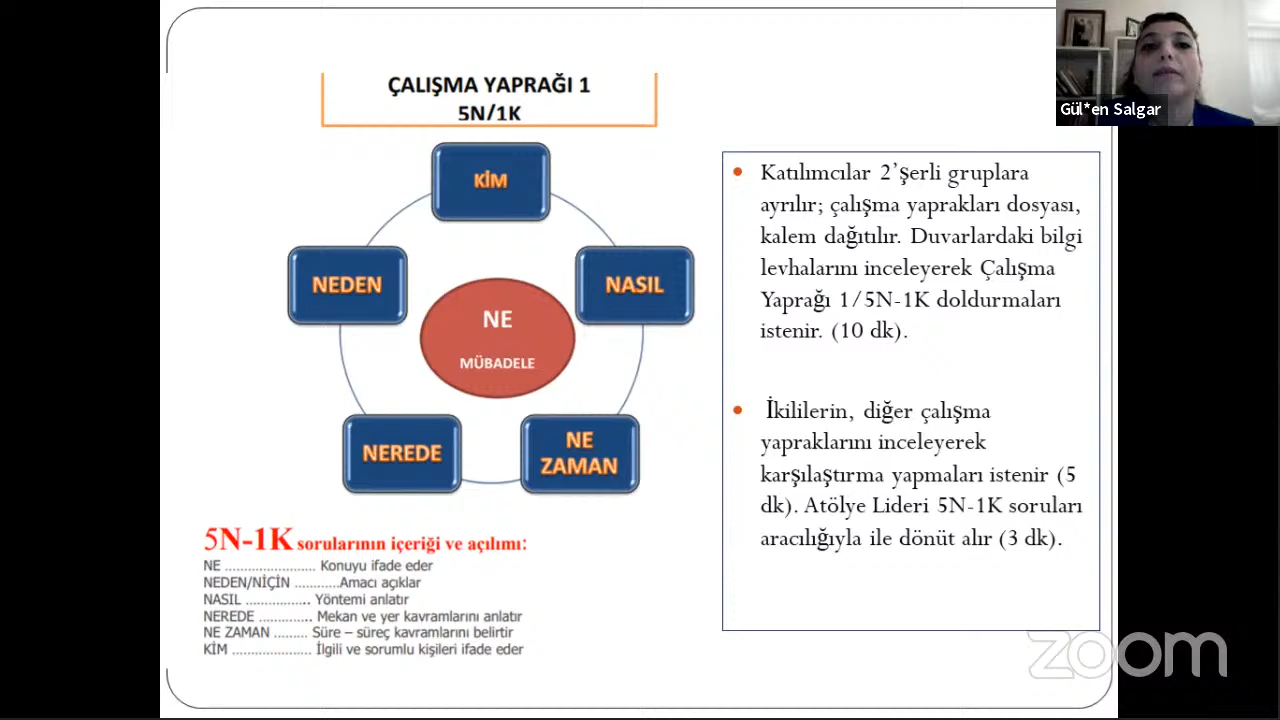 ÇALIŞMA YAPRAĞI 1
5N/1K
KİM
NEDEN
NASIL
NE
MÜBADELE
NEREDE
NE
ZAMAN
5N-1K sorularının içeriği ve açılımı:
NE ........................ Konuyu ifade eder
NEDEN/NİÇİN ............Amacı açıklar
NASIL ................. Yöntemi anlatır
NEREDE .............. Mekan ve yer kavramlarını anlatır
NE ZAMAN ......... Süre – süreç kavramlarını belirtir
KİM ..................... İlgili ve sorumlu kişileri ifade eder
Katılımcılar 2’şerli gruplara
ayrılır; çalışma yaprakları dosyası,
kalem dağıtılır. Duvarlardaki bilgi
levhalarını inceleyerek Çalışma
Yaprağı 1/5N-1K doldurmaları
istenir. (10 dk).
İkililerin, diğer çalışma
yapraklarını inceleyerek
karşılaştırma yapmaları istenir (5
dk). Atölye Lideri 5N-1K soruları
aracılığıyla ile dönüt alır (3 dk).
Gül*en Salgar
zoom